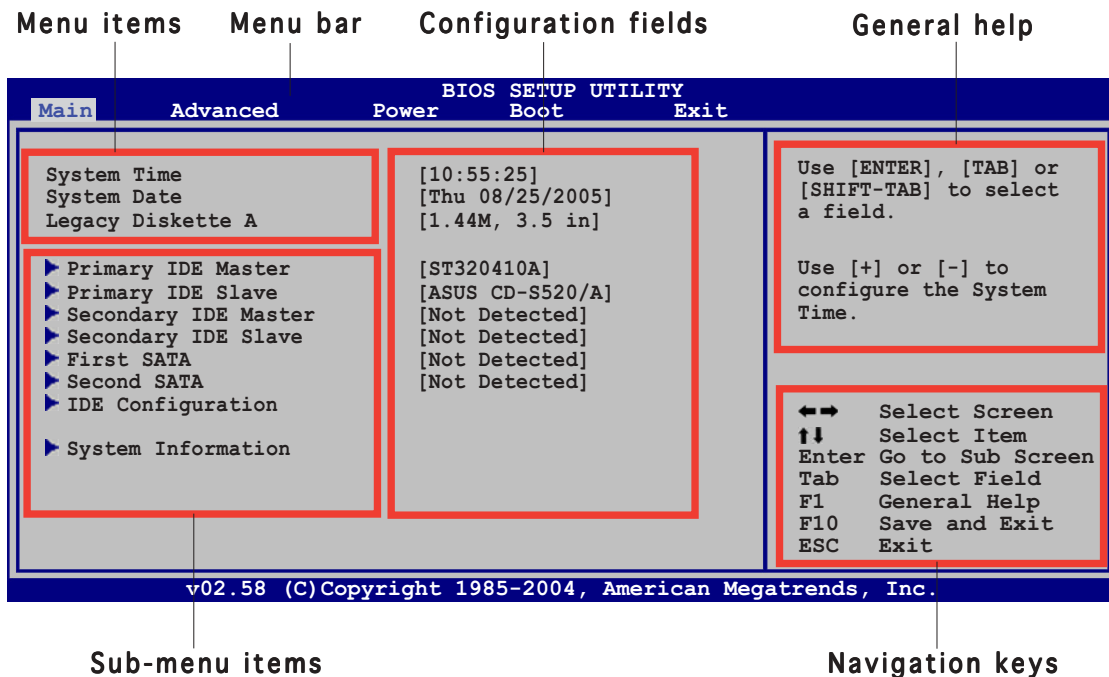 Menu items Menu bar Configuration fields General help
BIOS SETUP UTILITY
Main Advanced Power Boot Exit
System Time [10:55:25]
System Date [Thu 08/25/2005]
Legacy Diskette A [1.44M, 3.5 in]
Primary IDE Master [ST320410A]
Primary IDE Slave [ASUS CD-S520/A]
Secondary IDE Master [Not Detected]
Secondary IDE Slave [Not Detected]
First SATA [Not Detected]
Second SATA [Not Detected]
IDE Configuration
System Information
Use [ENTER], [TAB] or
[SHIFT-TAB] to select
a field.
Use [+] or [-] to
configure the System
Time.
←→ Select Screen
↑↓ Select Item
Enter Go to Sub Screen
Tab Select Field
F1 General Help
F10 Save and Exit
ESC Exit
v02.58 (C)Copyright 1985-2004, American Megatrends, Inc.
Sub-menu items Navigation keys